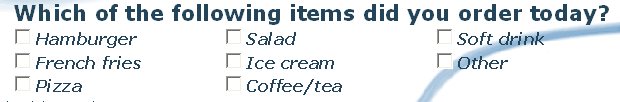 Which of the following items did you order today?
Hamburger Salad Soft drink
French fries Ice cream Other
Pizza Coffee/tea